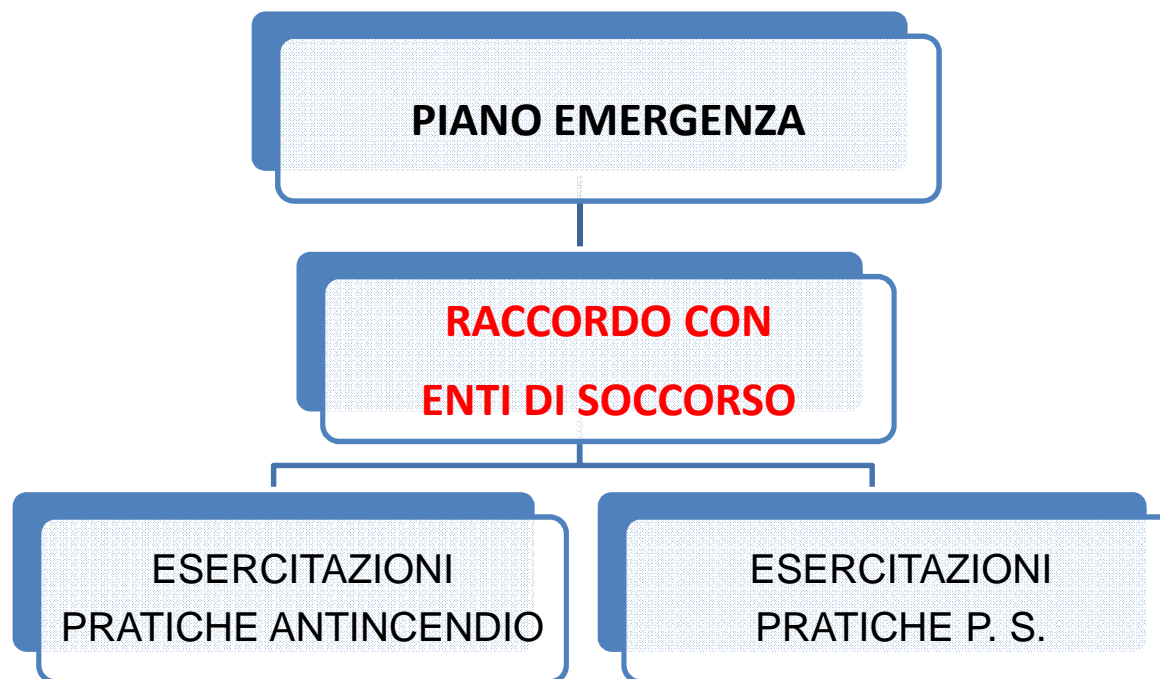 PIANO EMERGENZA
RACCORDO CON
ENTI DI SOCCORSO
ESERCITAZIONI
PRATICHE ANTINCENDIO
ESERCITAZIONI
PRATICHE P. S.